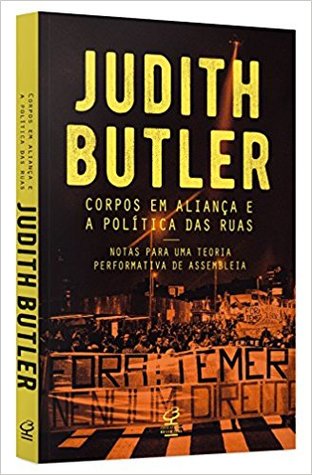 CORPOS EM ALIANÇA E
A POLÍTICA DAS RUAS
JUDITH BUTLER
JUDITH
BUTLER
CORPOS EM ALIANÇA E
A POLÍTICA DAS RUAS
NOTAS PARA UMA TEORIA
PERFORMATIVA DE ASSEMBLEIA
FORA TEMER
NENHUM DIREIT